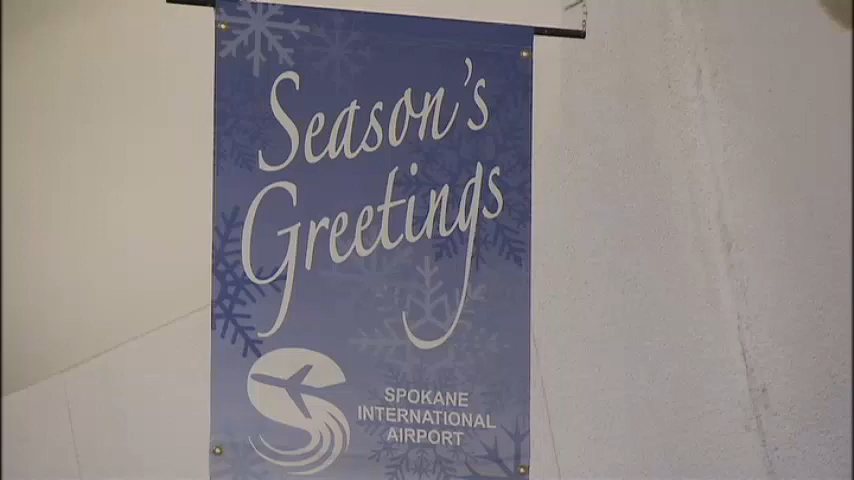 Season's
Greetings
SPOKANE
INTERNATIONAL
AIRPORT